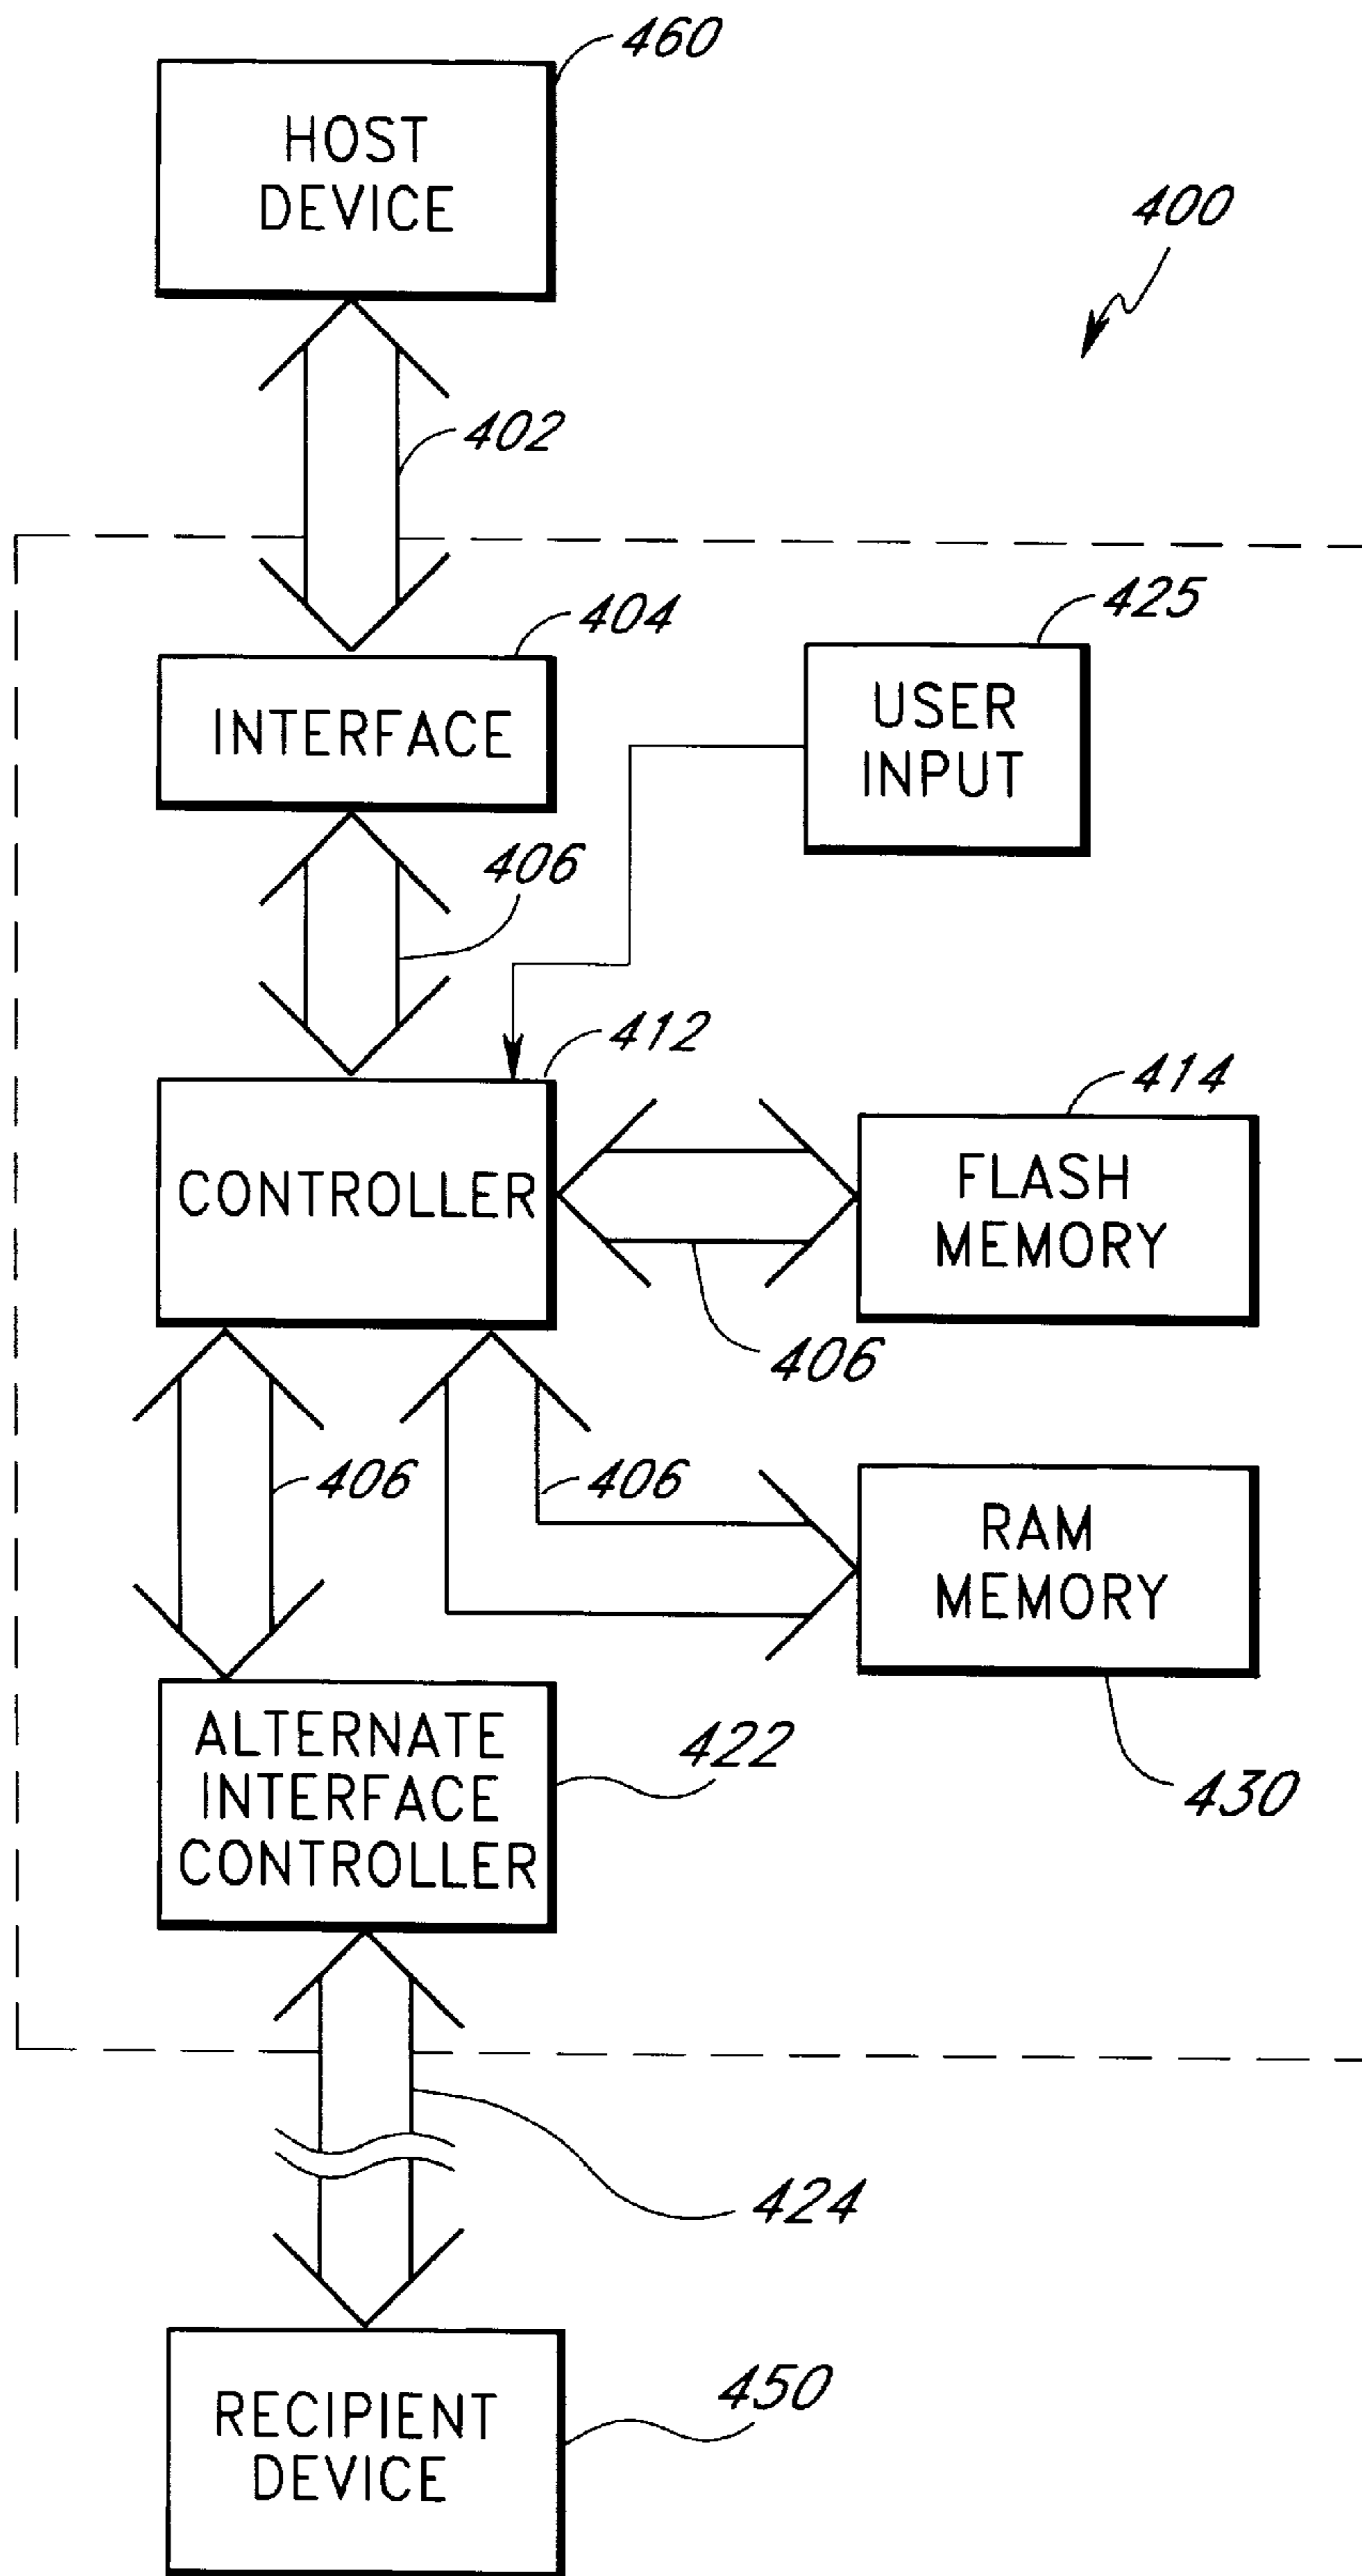 460
HOST
DEVICE
400
402
404
425
INTERFACE
USER
INPUT
406
412
414
CONTROLLER
FLASH
MEMORY
406
406
406
RAM
MEMORY
ALTERNATE
INTERFACE
CONTROLLER
422
430
424
450
RECIPIENT
DEVICE